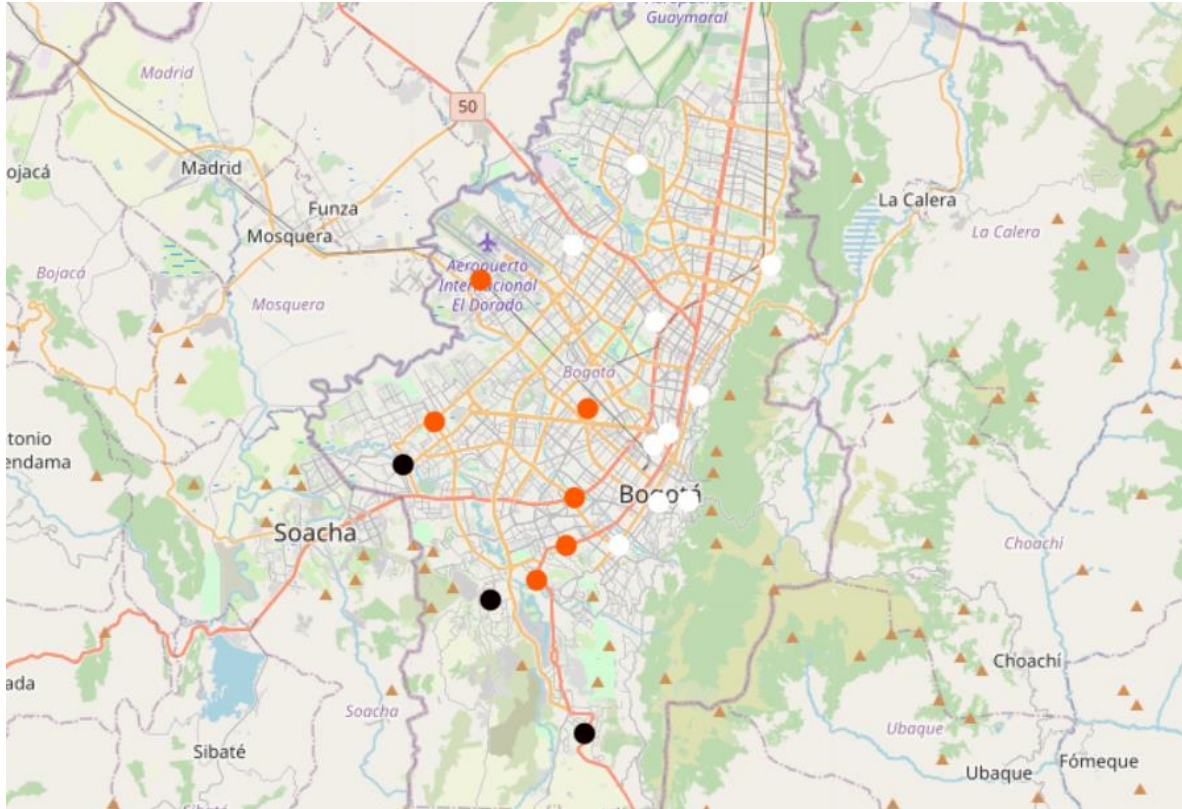 Guaymaral
Madrid
50
ojacá
Madrid
La Calera
Funza
Mosquera
La Calera
Aeropuerto
Internacional
El Dorado
Bojacá
Mosquera
Bogotá
tonio
endama
Bogotá
Soacha
Choachí
Choachí
ada
Soacha
Ubaque
Sibaté
Ubaque
Fómeque